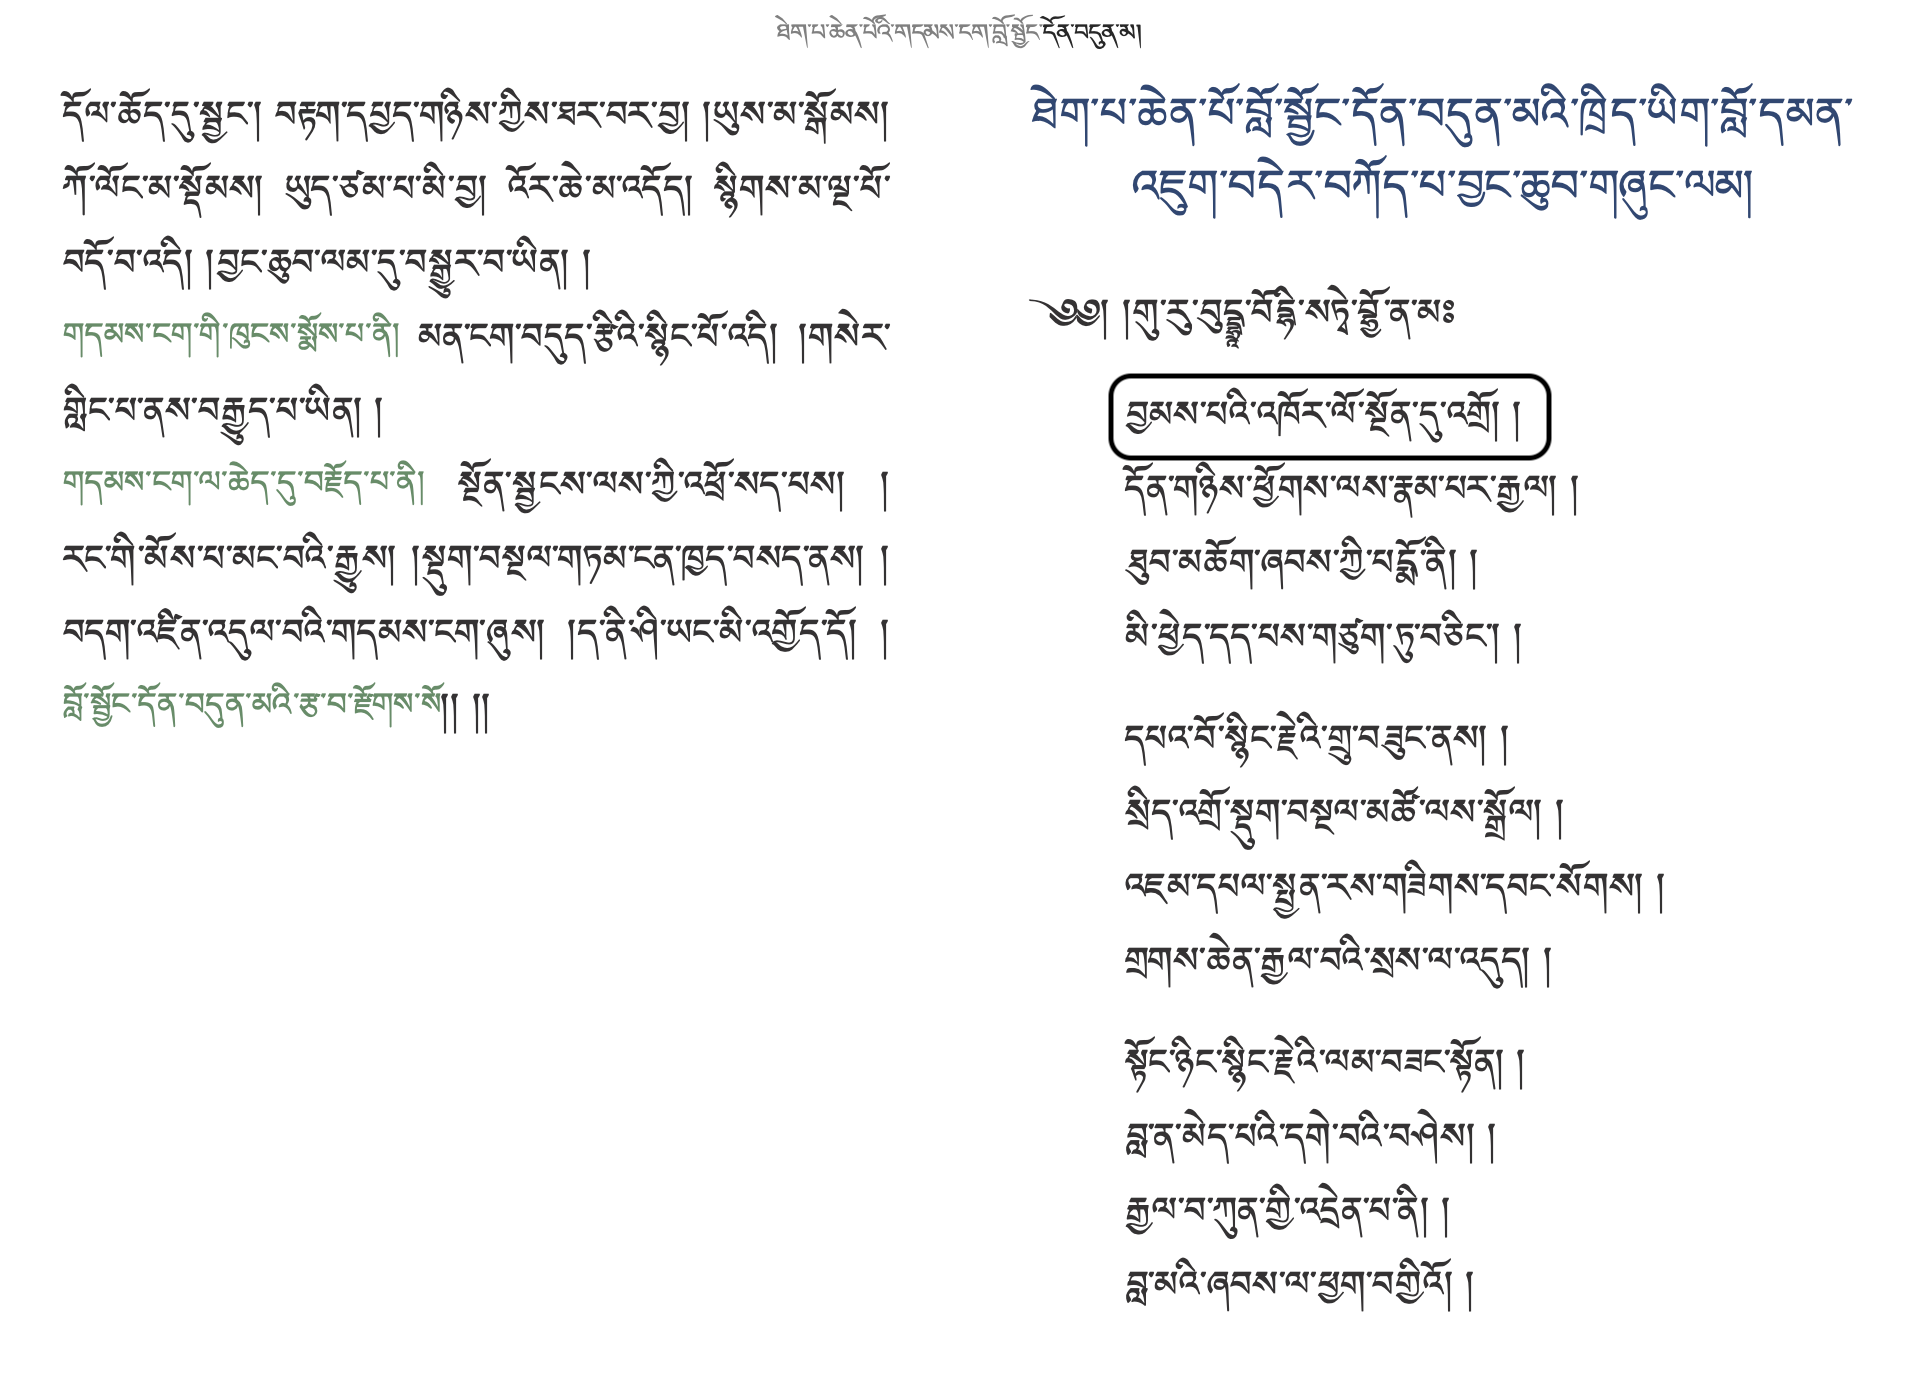 ཐེག་པ་ཆེན་པོའི་གདམས་ངག་བློ་སྦྱོང་དོན་བདུན་མ།
དོལ་ཆོད་དུ་སྦྱང་། བརྟག་དཔྱད་གཉིས་ཀྱིས་ཐར་བར་བྱ། །ཡུས་མ་སྒོམས།
ཀོ་ལོང་མ་སྡོམས། ཡུད་ཙམ་པ་མི་བྱ། འོར་ཆེ་མ་འདོད། སྙིགས་མ་ལྔ་པོ་
བདོ་བ་འདི། །བྱང་ཆུབ་ལམ་དུ་བསྒྱུར་བ་ཡིན། །
གདམས་ངག་གི་ཁུངས་སྨོས་པ་ནི། མན་ངག་བདུད་རྩིའི་སྙིང་པོ་འདི། །གསེར་
གླིང་པ་ནས་བརྒྱུད་པ་ཡིན། །
གདམས་ངག་ལ་ཆེད་དུ་བརྗོད་པ་ནི། སྔོན་སྦྱངས་ལས་ཀྱི་འཕྲོ་སད་པས། །
རང་གི་མོས་པ་མང་བའི་རྒྱུས། །སྡུག་བསྔལ་གཏམ་ངན་ཁྱད་བསད་ནས། །
བདག་འཛིན་འདུལ་བའི་གདམས་ངག་ཞུས། །ད་ནི་ཤི་ཡང་མི་འགྱོད་དོ། །
བློ་སྦྱོང་དོན་བདུན་མའི་རྩ་བ་རྫོགས་སོ།། །།
ཐེག་པ་ཆེན་པོ་བློ་སྦྱོང་དོན་བདུན་མའི་ཁྲིད་ཡིག་བློ་དམན་
འཇུག་བདེར་བཀོད་པ་བྱང་ཆུབ་གཞུང་ལམ།
༄༅། །གུ་རུ་བུདྡྷ་བོདྷི་སཏྭེ་བྷྱོ་ན་མཿ
བྱམས་པའི་འཁོར་ལོ་སྔོན་དུ་འགྲོ། །
དོན་གཉིས་ཕྱོགས་ལས་རྣམ་པར་རྒྱལ། །
ཐུབ་མཆོག་ཞབས་ཀྱི་པདྨོ་ནི། །
མི་ཕྱེད་དད་པས་གཙུག་ཏུ་བཅིང་། །
དཔའ་བོ་སྙིང་རྗེའི་གྲུ་བཟུང་ནས། །
སྲིད་འགྲོ་སྡུག་བསྔལ་མཚོ་ལས་སྒྲོལ། །
འཇམ་དཔལ་སྤྱན་རས་གཟིགས་དབང་སོགས། །
གྲགས་ཆེན་རྒྱལ་བའི་སྲས་ལ་འདུད། །
སྟོང་ཉིང་སྙིང་རྗེའི་ལམ་བཟང་སྟོན། །
བླ་ན་མེད་པའི་དགེ་བའི་བཤེས། །
རྒྱལ་བ་ཀུན་གྱི་འདྲེན་པ་ནི། །
བླ་མའི་ཞབས་ལ་ཕྱག་བགྱིའོ། །